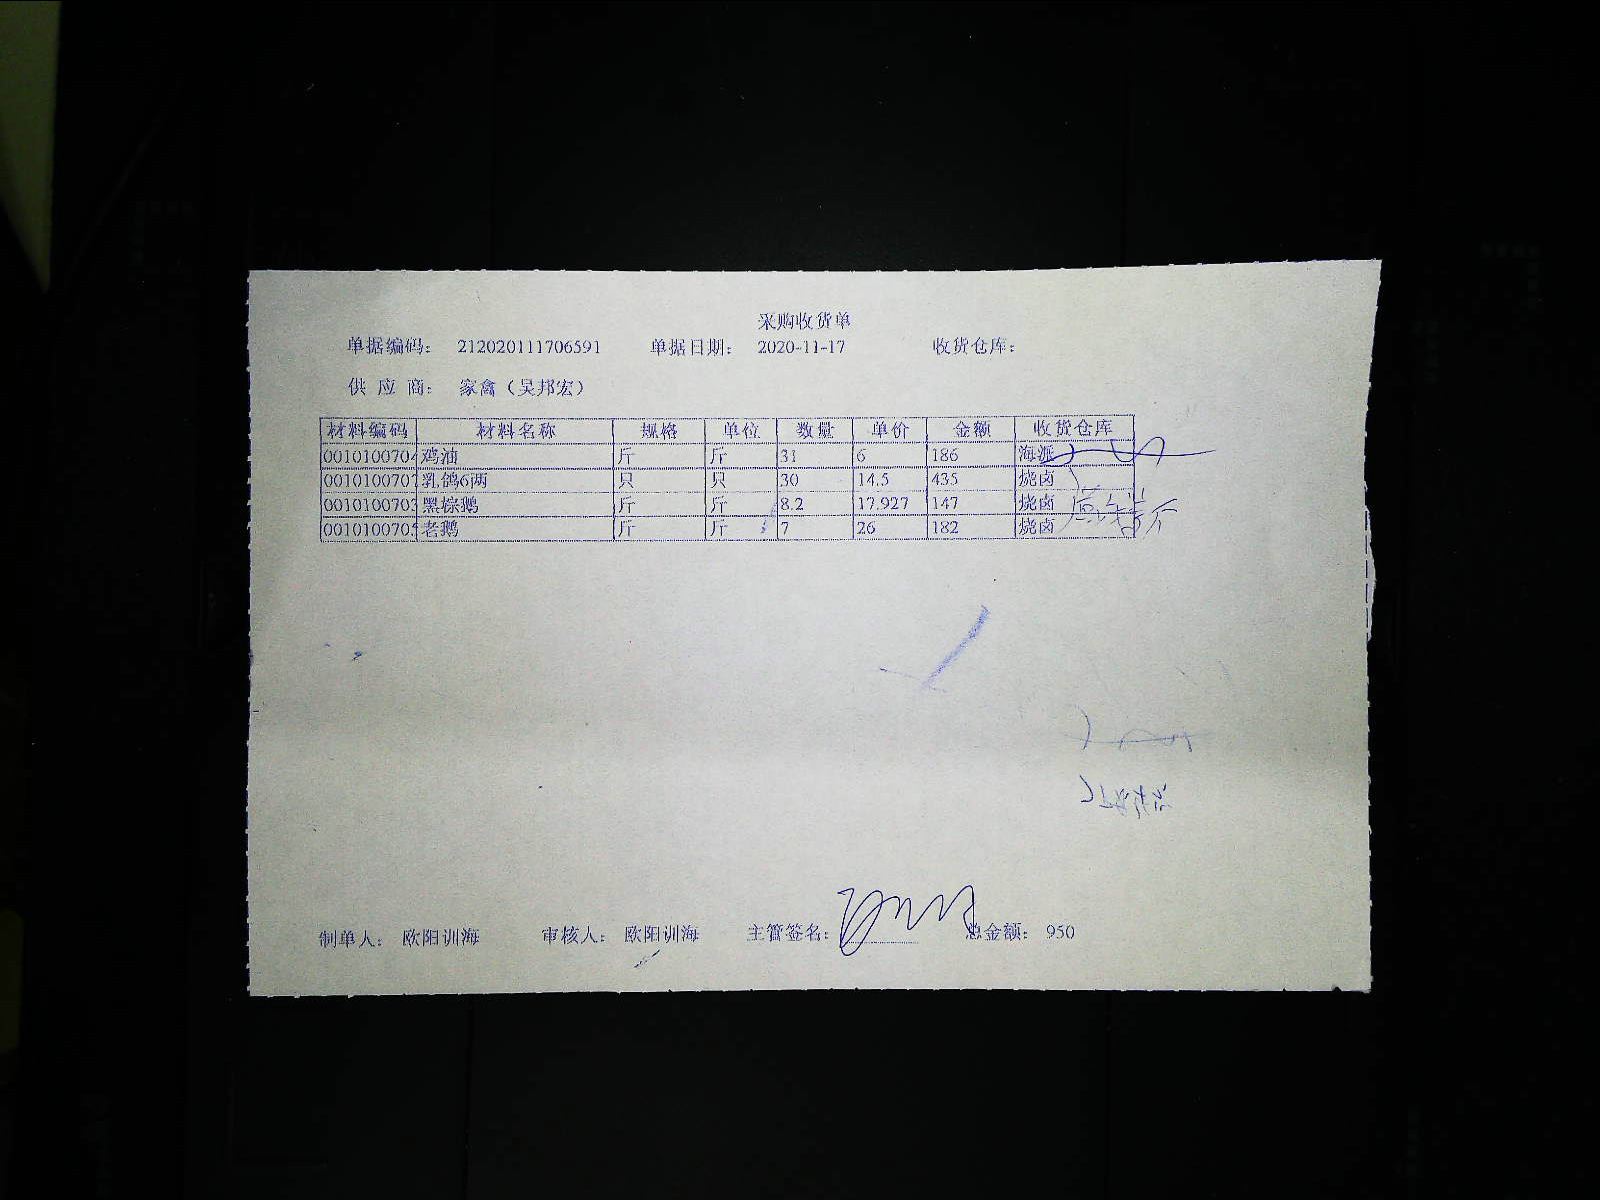 采购收货单
单据编码： 212020111706591 单据日期： 2020-11-17 收货仓库：
供 应 商： 家禽（吴邦宏）
材料编码 材料名称 规格 单位 数量 单价 金额 收货仓库
0010100704 鸡油 斤 斤 31 6 186 海派
0010100707 乳鸽6两 只 只 30 14.5 435 烧卤
0010100703 黑棕鹅 斤 斤 8.2 17.927 147 烧卤
001010070 老鹅 斤 斤 7 26 182 烧卤
制单人： 欧阳训海 审核人： 欧阳训海 主管签名： 总金额： 950